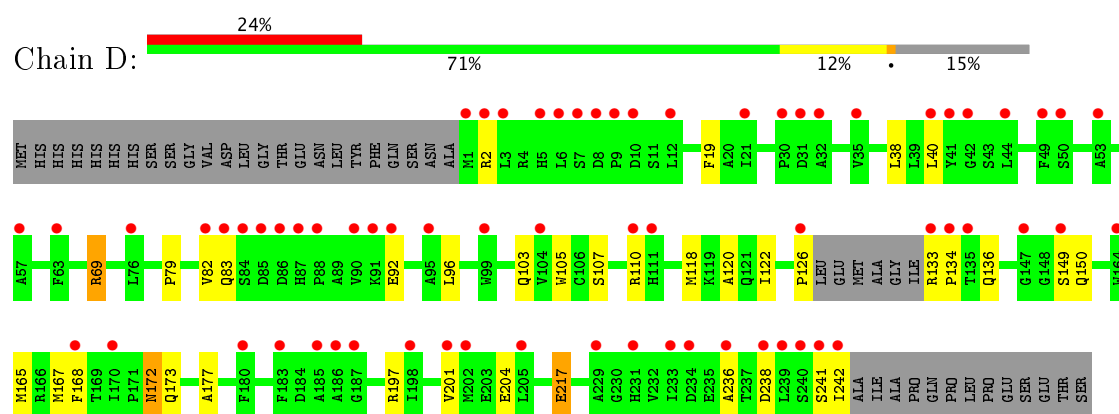 24%
Chain D:
71% 12% • 15%
MET HIS HIS HIS HIS HIS HIS SER SER GLY VAL ASP LEU GLY THR GLU ASN LEU TYR PHE GLN SER ASN ALA M1 R2 L3 R4 H5 L6 S7 D8 P9 D10 S11 L12 F19 A20 I21 P30 D31 A32 V35 L38 L39 L40 Y41 G42 S43 L44 F49 S50 A53
A57 F63 R69 L76 P79 V82 Q83 S84 D85 D86 H87 P88 A89 V90 K91 E92 A95 L96 W99 Q103 V104 W105 C106 S107 R110 H111 M118 K119 A120 Q121 I122 P126 LEU GLU MET ALA GLY ILE R133 P134 T135 Q136 G147 G148 S149 Q150 W164
M165 R166 M167 F168 T169 I170 P171 N172 Q173 A177 F180 F183 D184 A185 A186 G187 R197 I198 V201 M202 E203 E204 L205 E217 A229 G230 H231 V232 I233 D234 E235 A236 T237 D238 L239 S240 S241 I242 ALA ILE ALA PRO GLN PRO LEU PRO GLU SER GLU THR SER